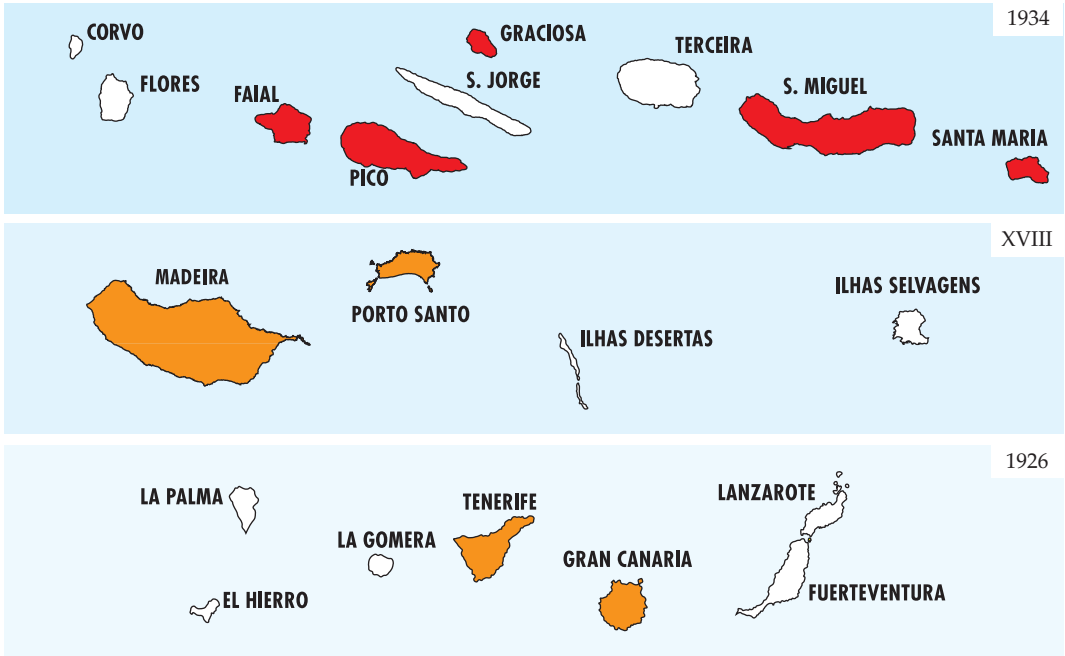 1934
CORVO
FLORES
FAIAL
PICO
GRACIOSA
S. JORGE
TERCEIRA
S. MIGUEL
SANTA MARIA
XVIII
MADEIRA
PORTO SANTO
ILHAS DESERTAS
ILHAS SELVAGENS
1926
LA PALMA
EL HIERRO
LA GOMERA
TENERIFE
GRAN CANARIA
LANZAROTE
FUERTEVENTURA